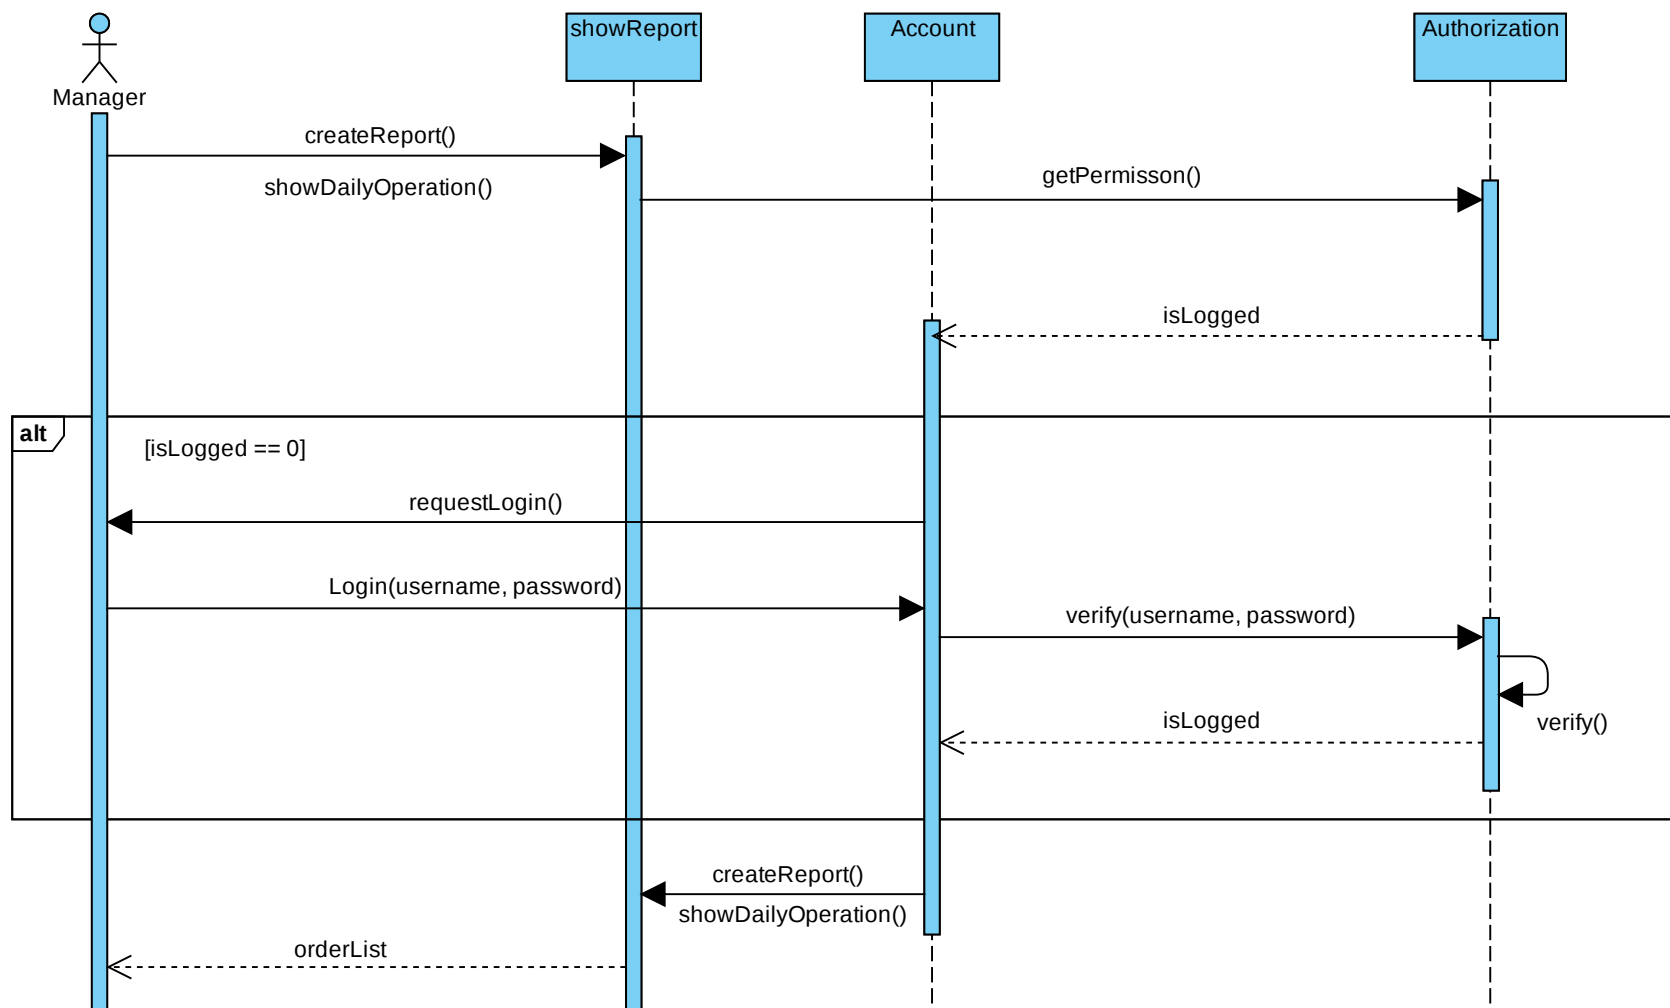 showReport
Account
Authorization
Manager
createReport()
showDailyOperation()
getPermisson()
isLogged
alt
[isLogged == 0]
requestLogin()
Login(username, password)
verify(username, password)
isLogged
verify()
createReport()
showDailyOperation()
orderList